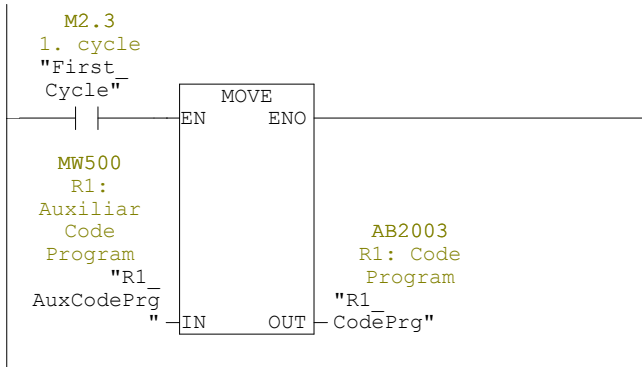 M2.3
1. cycle
"First_
Cycle"
MOVE
EN ENO
MW500
R1:
Auxiliar
Code
Program
"R1_
AuxCodePrg
"
IN
AB2003
R1: Code
Program
"R1_
OUT CodePrg"